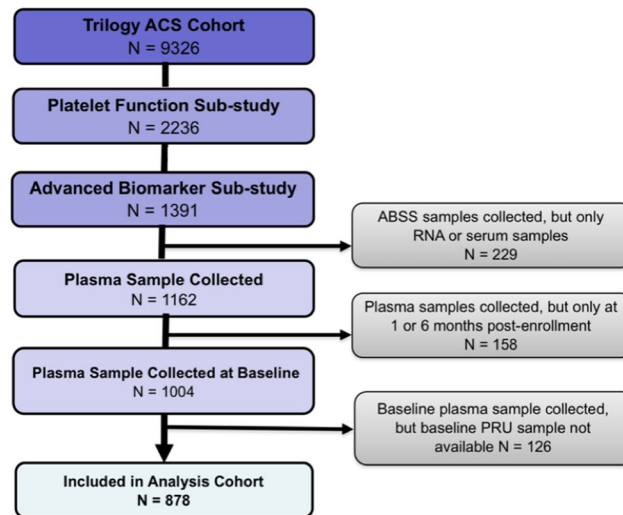 Trilogy ACS Cohort
N = 9326
Platelet Function Sub-study
N = 2236
Advanced Biomarker Sub-study
N = 1391
ABSS samples collected, but only
RNA or serum samples
N = 229
Plasma Sample Collected
N = 1162
Plasma samples collected, but only at
1 or 6 months post-enrollment
N = 158
Plasma Sample Collected at Baseline
N = 1004
Baseline plasma sample collected,
but baseline PRU sample not
available N = 126
Included in Analysis Cohort
N = 878